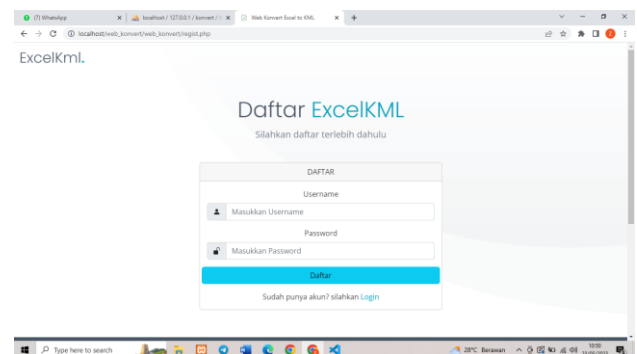 (7) WhatsApp
localhost / 127.0.0.1 / konvert /
Web Konvert Excel to KML
localhost/web_konvert/web_konvert/regist.php
ExcelKml.
Daftar ExcelKML
Silahkan daftar terlebih dahulu
DAFTAR
Username
Masukkan Username
Password
Masukkan Password
Daftar
Sudah punya akun? silahkan Login
Type here to search
28°C Berawan
10:59